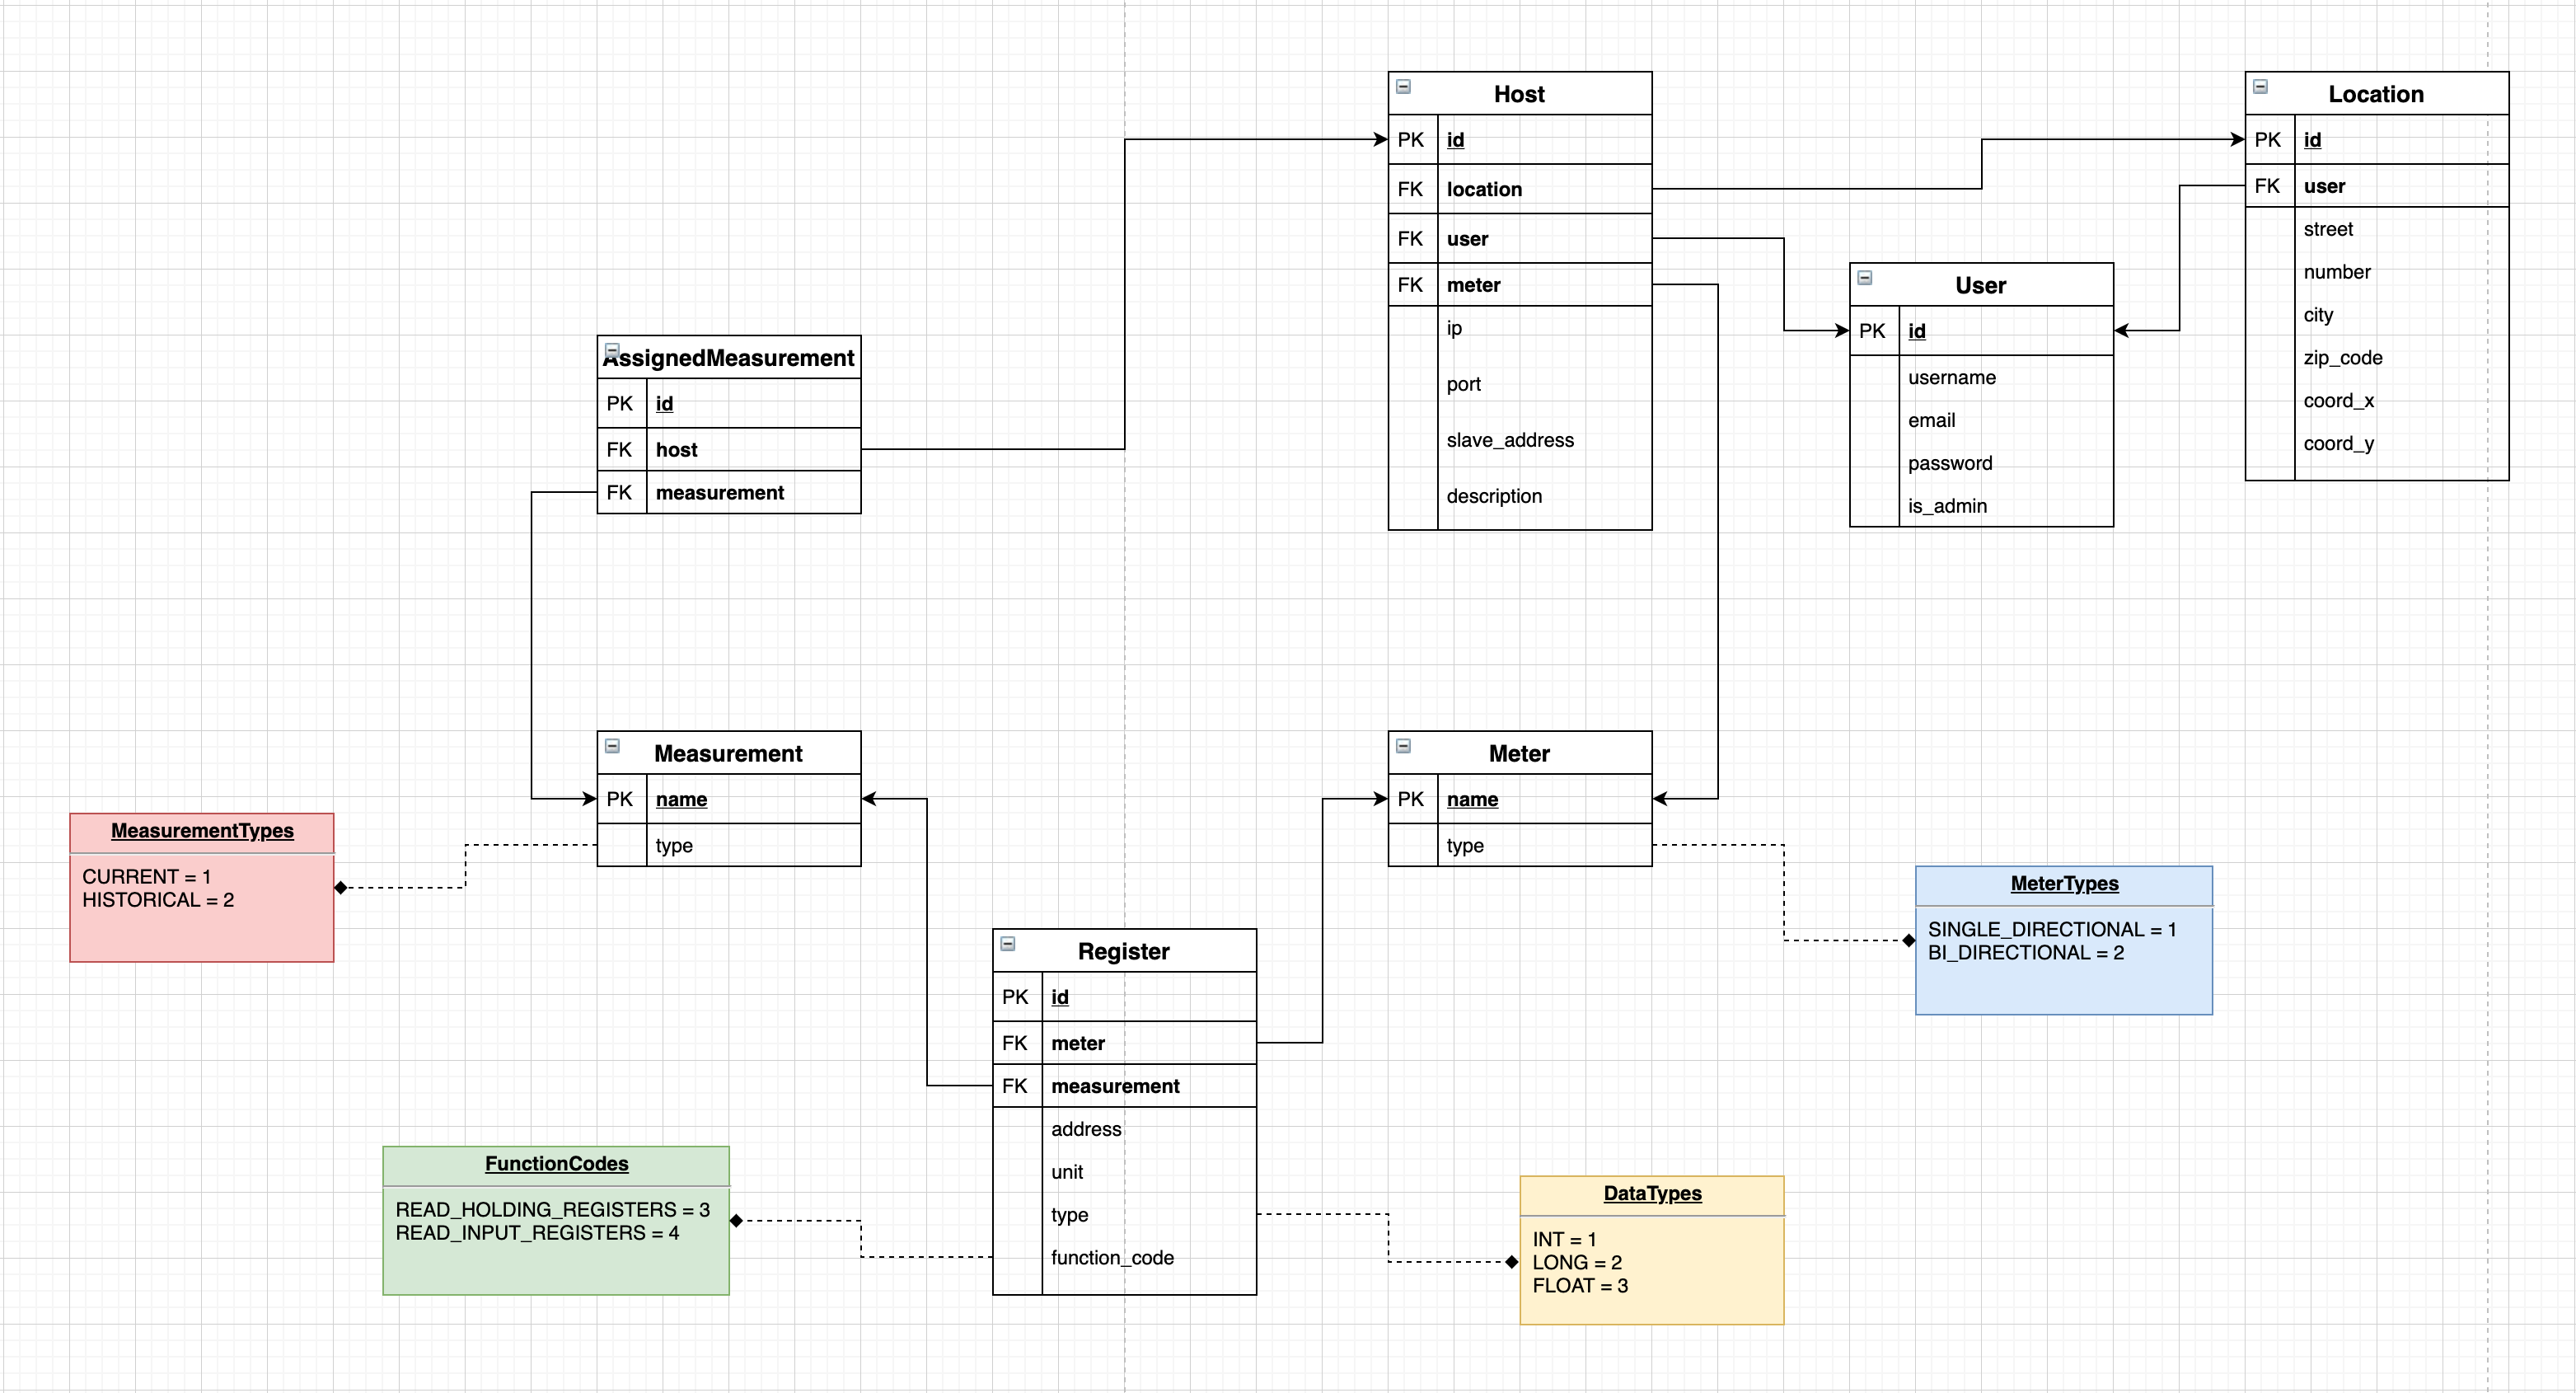 Host
PK id
FK location
FK user
FK meter
ip
port
slave_address
description
Location
PK id
FK user
street
number
city
zip_code
coord_x
coord_y
User
PK id
username
email
password
is_admin
AssignedMeasurement
PK id
FK host
FK measurement
Measurement
PK name
type
Meter
PK name
type
MeasurementTypes
CURRENT = 1
HISTORICAL = 2
MeterTypes
SINGLE_DIRECTIONAL = 1
BI_DIRECTIONAL = 2
Register
PK id
FK meter
FK measurement
address
unit
type
function_code
FunctionCodes
READ_HOLDING_REGISTERS = 3
READ_INPUT_REGISTERS = 4
DataTypes
INT = 1
LONG = 2
FLOAT = 3